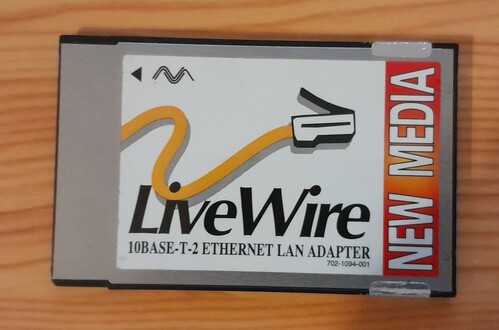 LiveWire
10BASE-T-2 ETHERNET LAN ADAPTER
702-1094-001
NEW MEDIA